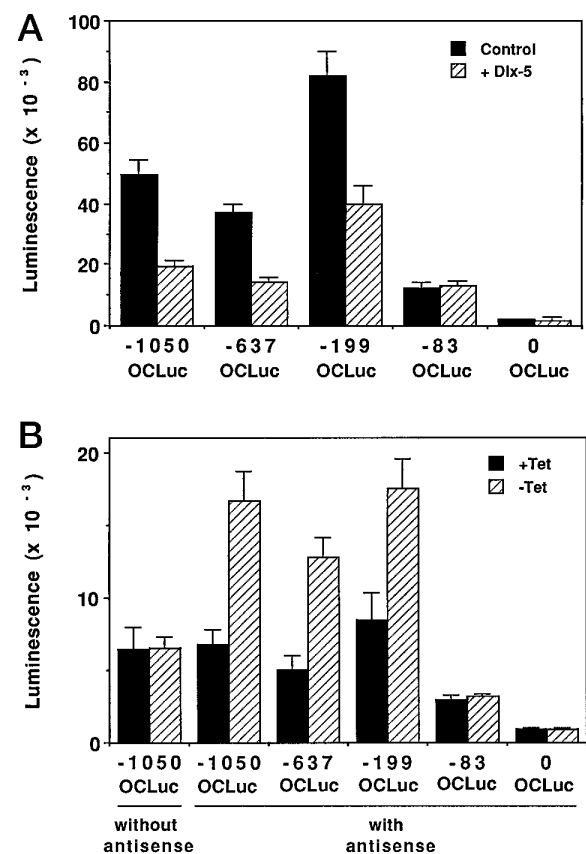 A
Luminescence (x 10 -3)
100
80
60
40
20
0
Control
+ Dlx-5
-1050 -637 -199 -83 0
OCLuc OCLuc OCLuc OCLuc OCLuc
B
Luminescence (x 10 -3)
20
10
0
+Tet
-Tet
-1050 -1050 -637 -199 -83 0
OCLuc OCLuc OCLuc OCLuc OCLuc OCLuc
without with
antisense antisense